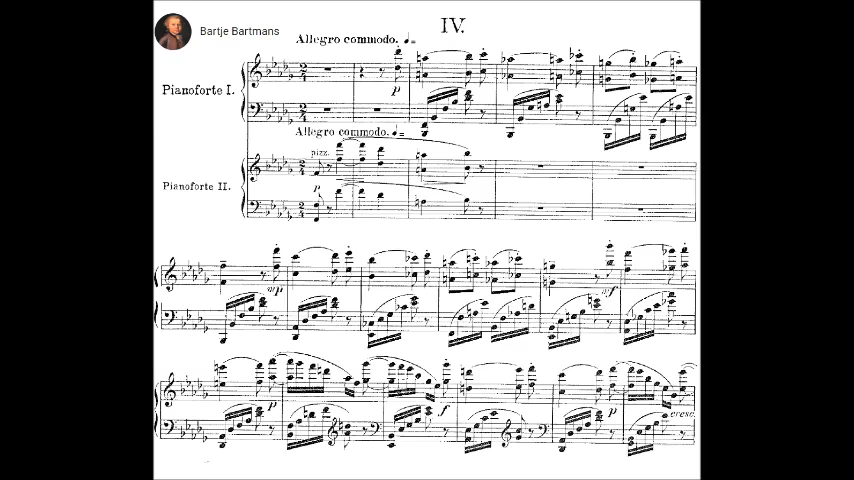 IV.
Bartje Bartmans
Allegro commodo. ♩=
Pianoforte I.
p
Allegro commodo. ♩=
pizz.
Pianoforte II.
p
mp
mf
p
f
p
cresc.